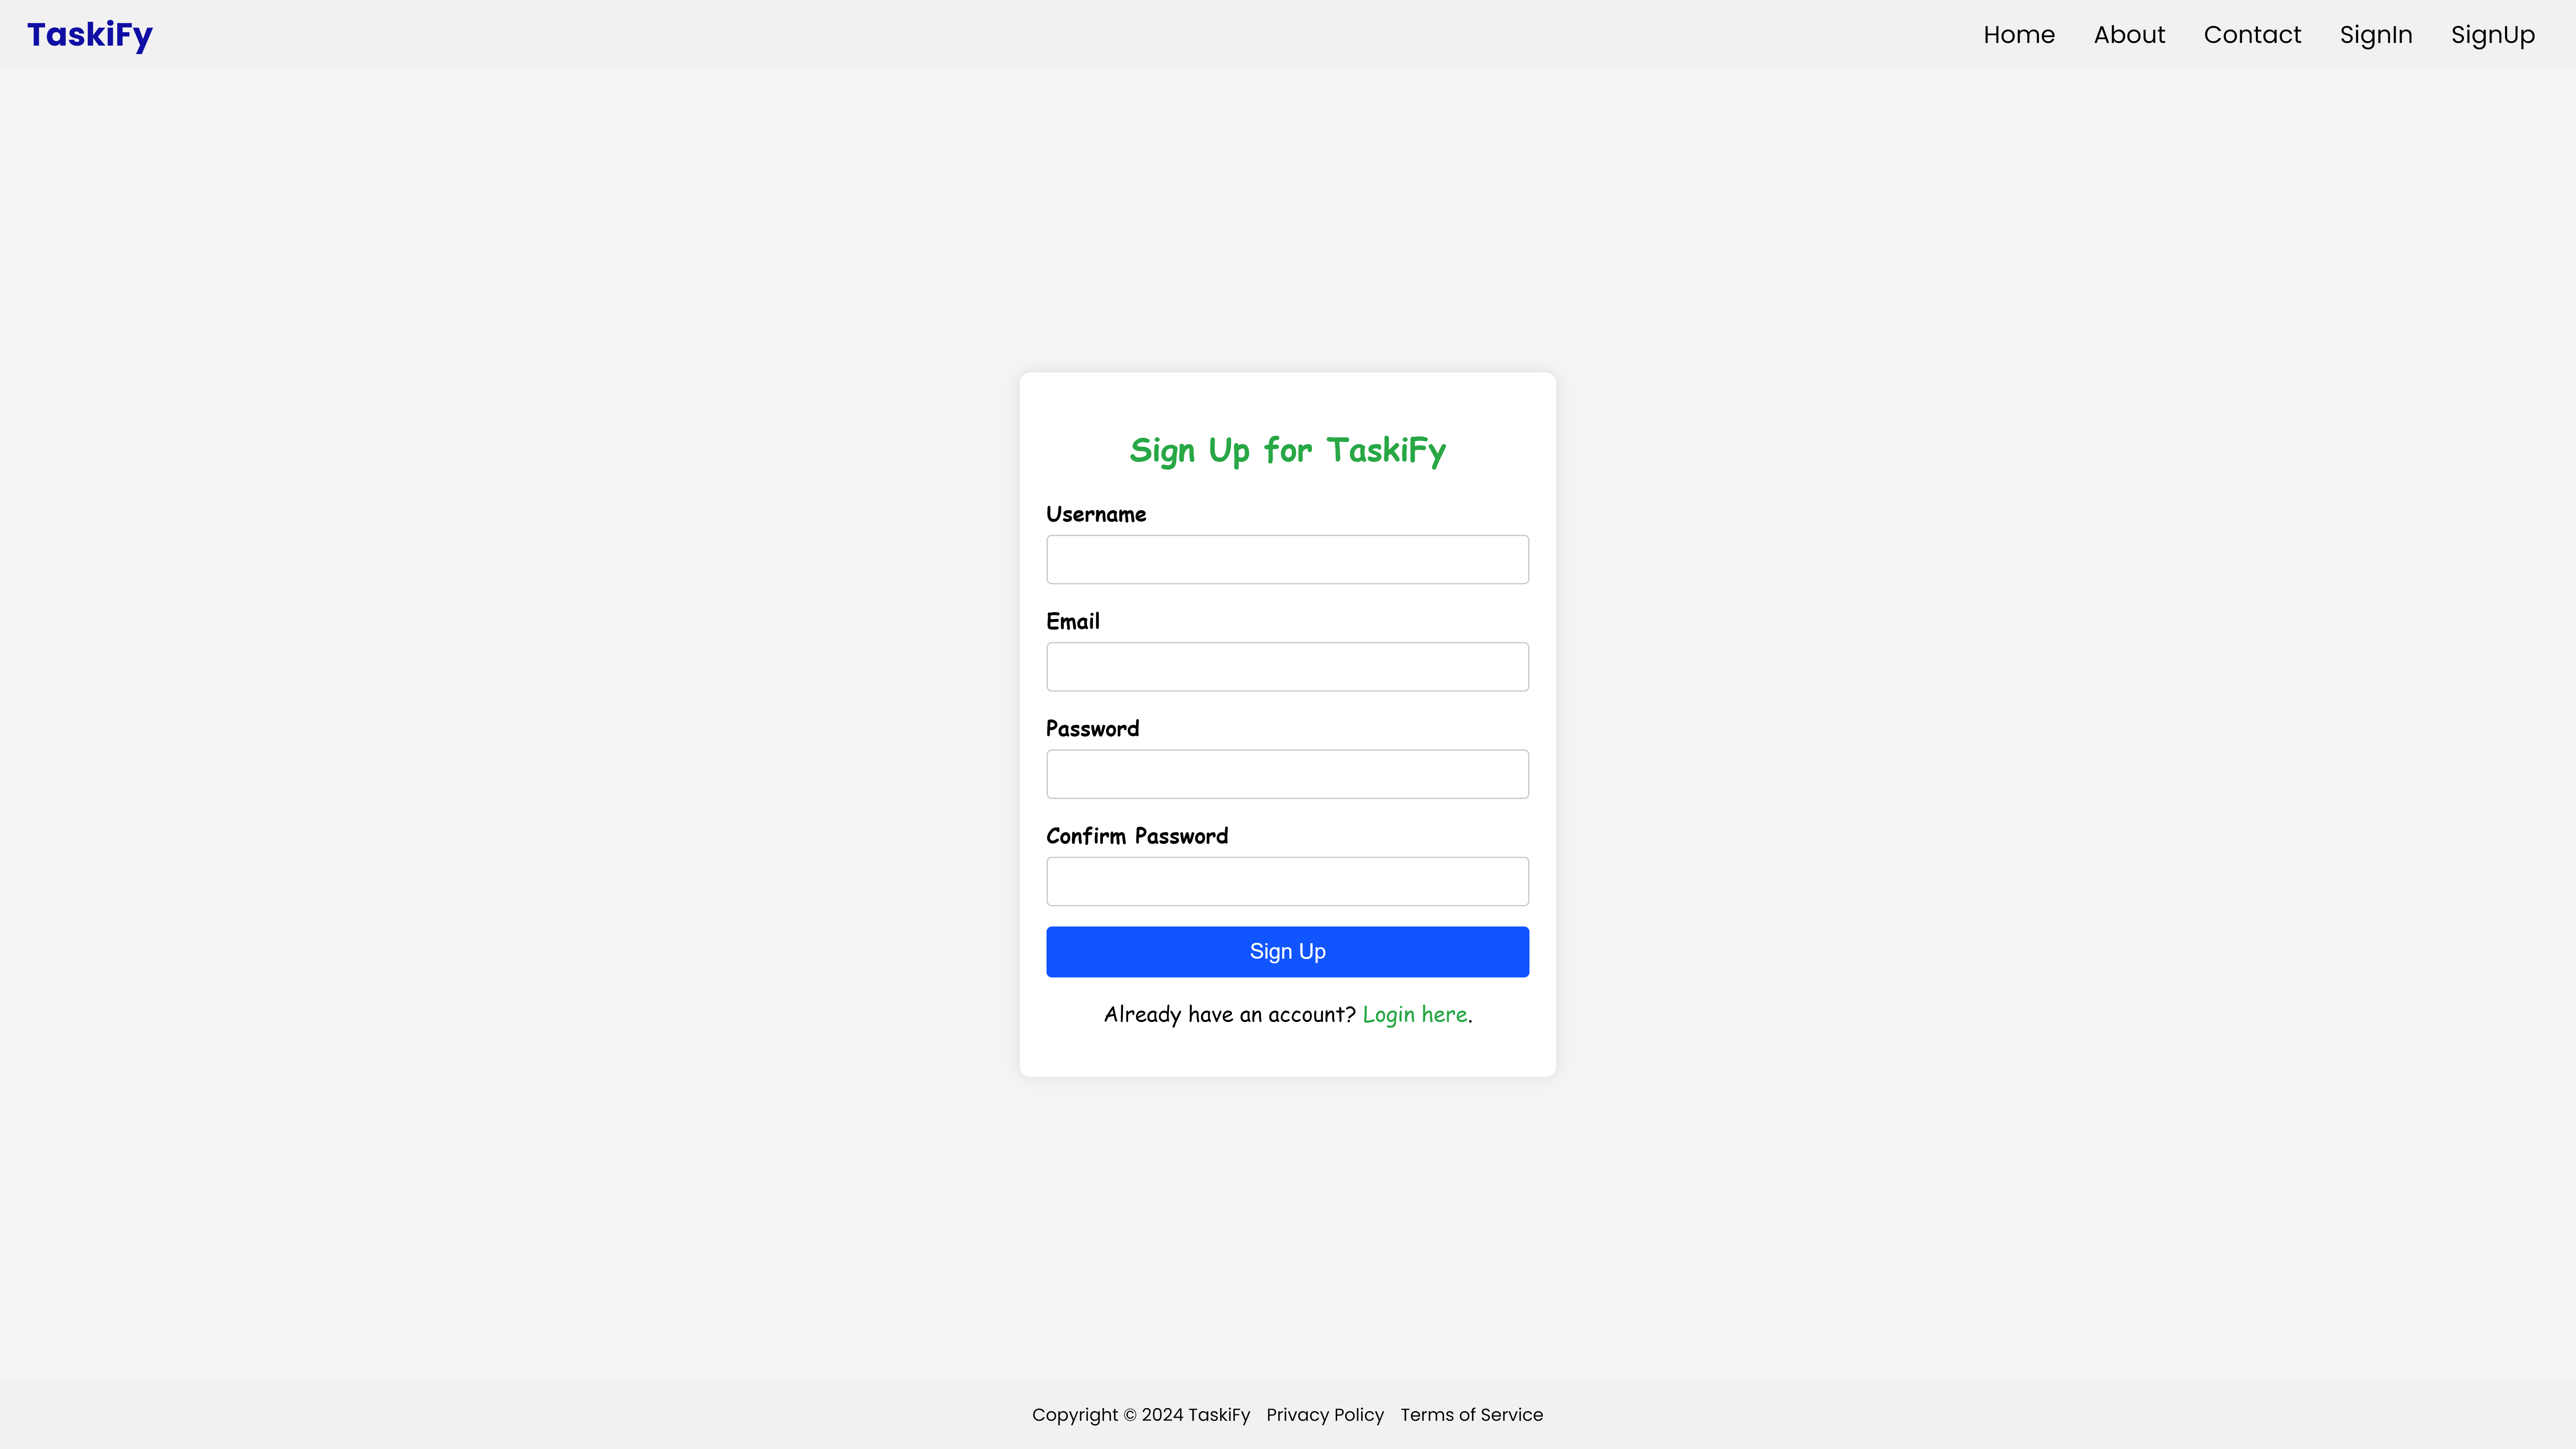 TaskiFy Home About Contact SignIn SignUp
Sign Up for TaskiFy
Username
Email
Password
Confirm Password
Sign Up
Already have an account? Login here.
Copyright © 2024 TaskiFy Privacy Policy Terms of Service